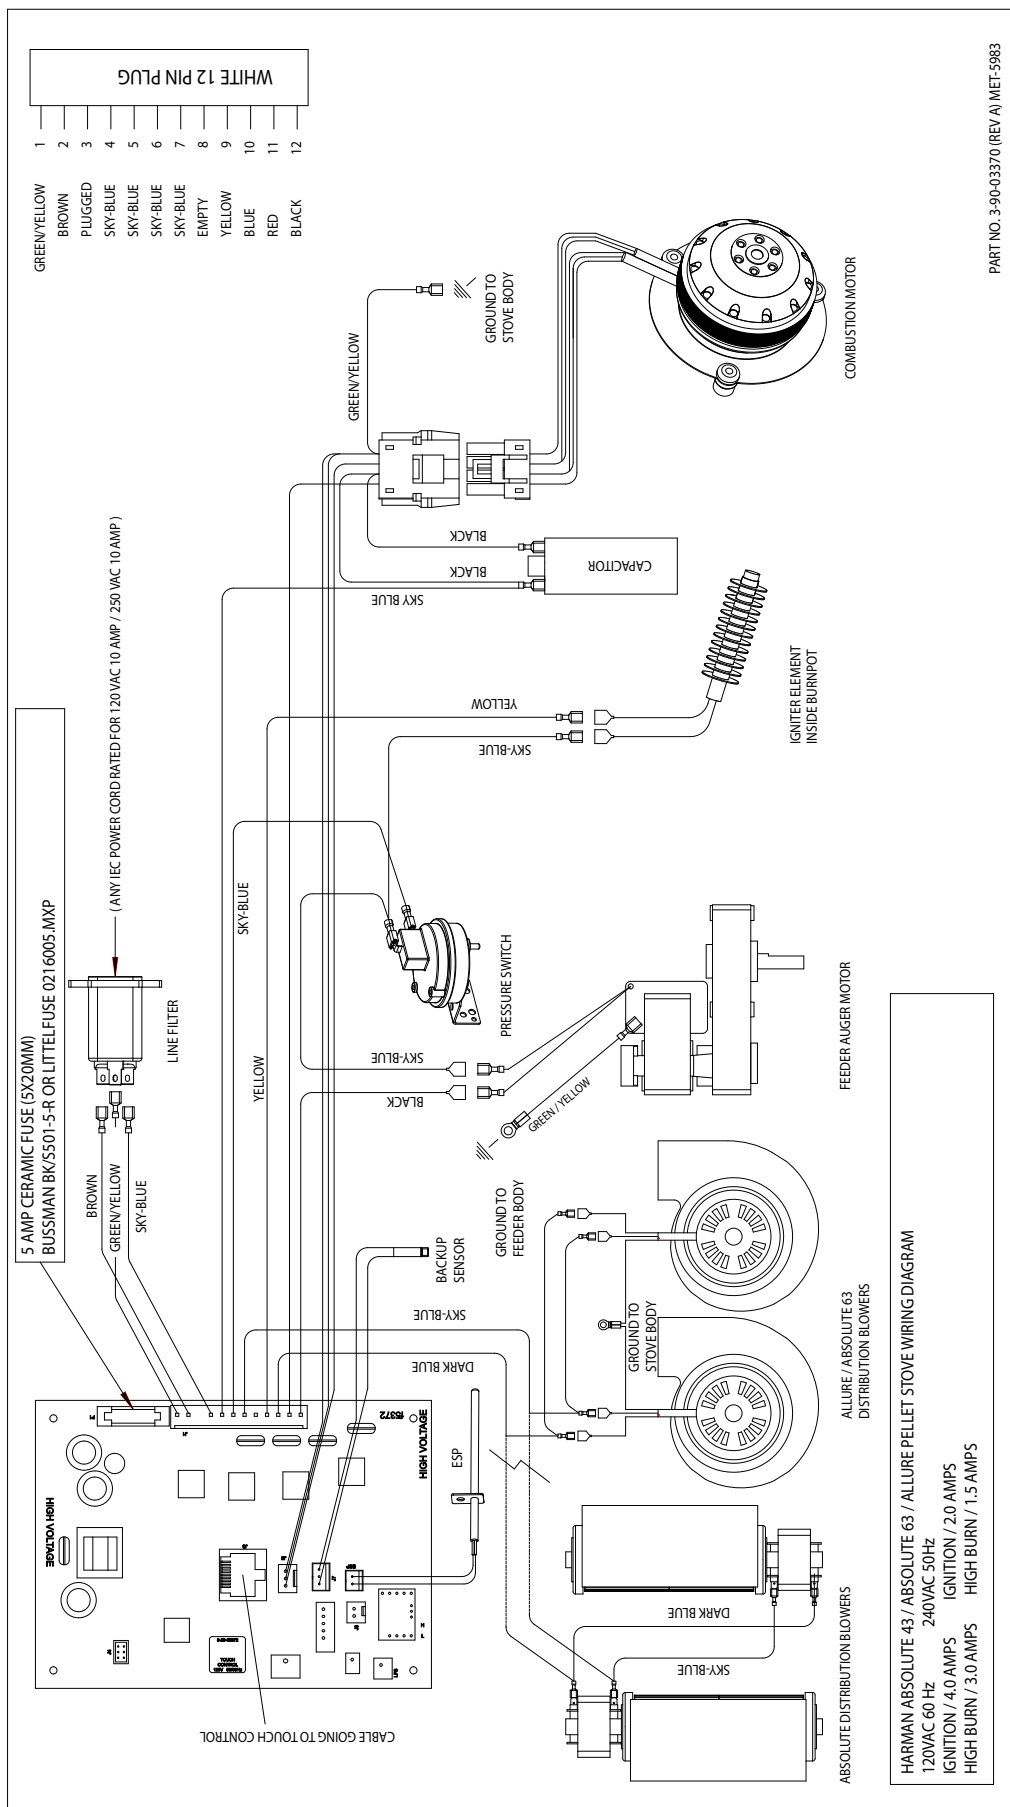 WHITE 12 PIN PLUG
1
2
3
4
5
6
7
8
9
10
11
12
GREEN/YELLOW
BROWN
PLUGGED
SKY-BLUE
SKY-BLUE
SKY-BLUE
SKY-BLUE
EMPTY
YELLOW
BLUE
RED
BLACK
5 AMP CERAMIC FUSE (5X20MM)
BUSSMAN BK/S501-5-R OR LITTELFUSE 0216005.MXP
( ANY IEC POWER CORD RATED FOR 120 VAC 10 AMP / 250 VAC 10 AMP )
LINE FILTER
BROWN
GREEN/YELLOW
SKY-BLUE
GREEN/YELLOW
GROUND TO
STOVE BODY
COMBUSTION MOTOR
BLACK
BLACK
SKY BLUE
CAPACITOR
YELLOW
SKY-BLUE
IGNITER ELEMENT
INSIDE BURNPOT
SKY-BLUE
YELLOW
PRESSURE SWITCH
SKY-BLUE
BLACK
GREEN / YELLOW
FEEDER AUGER MOTOR
GROUND TO
FEEDER BODY
BACKUP
SENSOR
SKY-BLUE
DARK BLUE
GROUND TO
STOVE BODY
ALLURE / ABSOLUTE 63
DISTRIBUTION BLOWERS
ESP
HIGH VOLTAGE
HIGH VOLTAGE
f5372
F1
J1
ESP
H
L
LPS
TOUCH
CONTROL
CABLE GOING TO TOUCH CONTROL
DARK BLUE
SKY-BLUE
ABSOLUTE DISTRIBUTION BLOWERS
HARMAN ABSOLUTE 43 / ABSOLUTE 63 / ALLURE PELLET STOVE WIRING DIAGRAM
120VAC 60 Hz 240VAC 50Hz
IGNITION / 4.0 AMPS IGNITION / 2.0 AMPS
HIGH BURN / 3.0 AMPS HIGH BURN / 1.5 AMPS
PART NO. 3-90-03370 (REV A) MET-5983